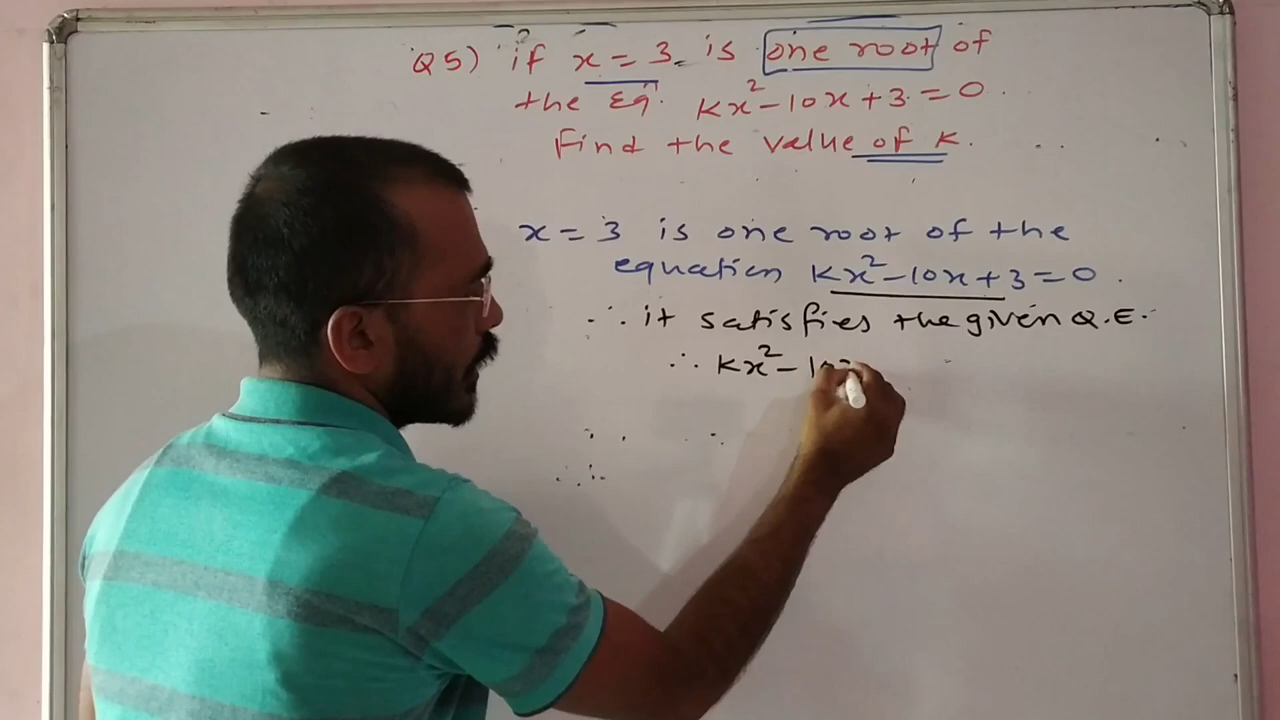 Q5) if x = 3 is one root of
the Eq. kx² - 10x + 3 = 0.
Find the value of k.
x = 3 is one root of the
equation kx² - 10x + 3 = 0.
∴ it satisfies the given Q.E.
∴ kx² - 10x
∴